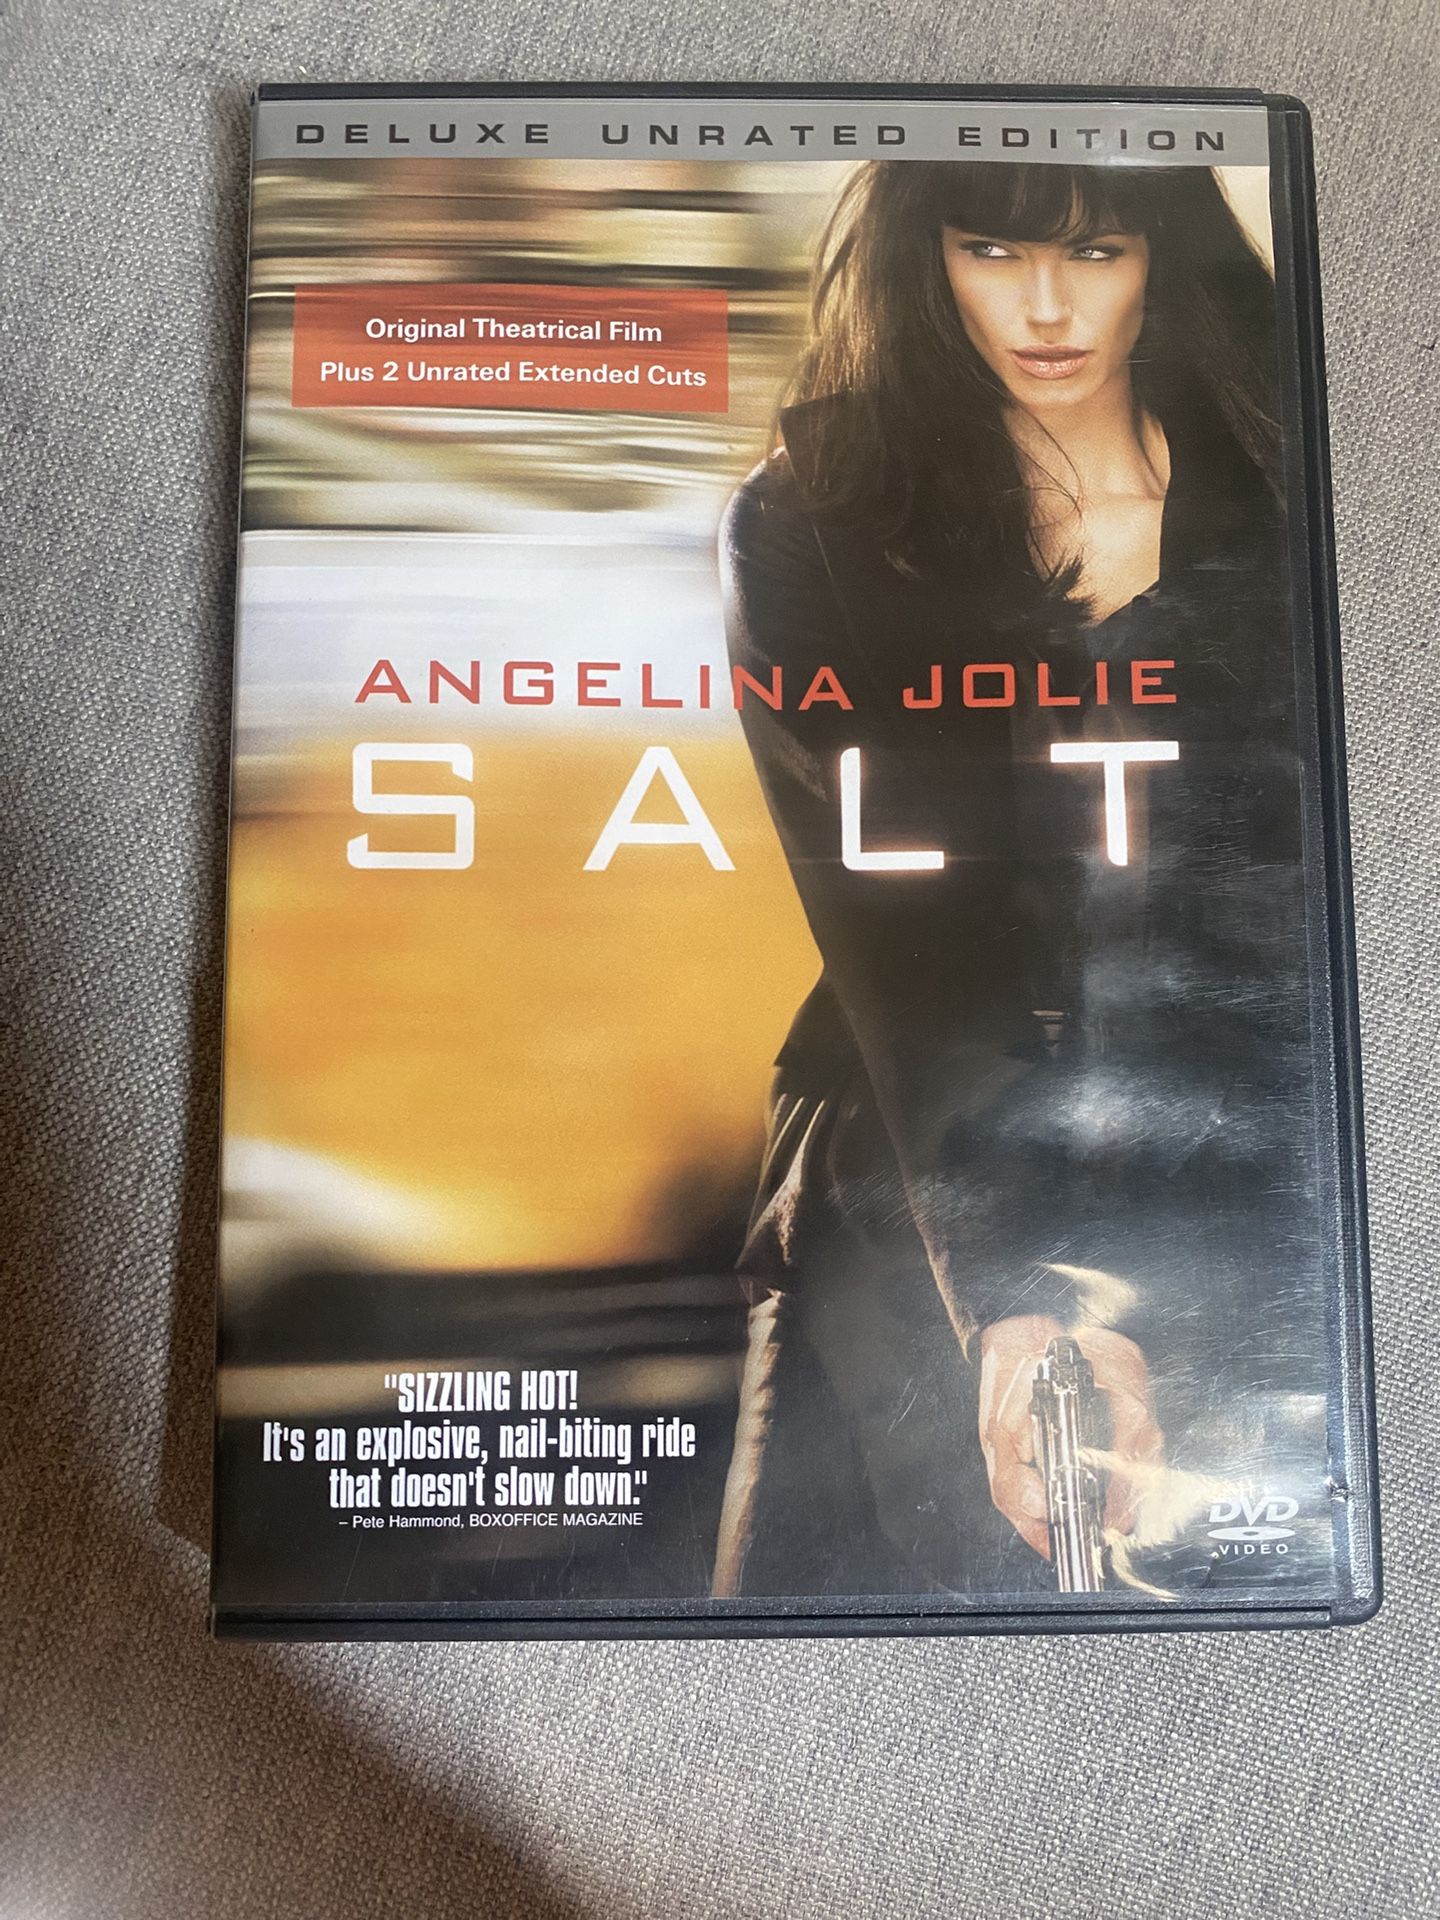 DELUXE UNRATED EDITION
Original Theatrical Film
Plus 2 Unrated Extended Cuts
ANGELINA JOLIE
SALT
"SIZZLING HOT!
It's an explosive, nail-biting ride
that doesn't slow down."
– Pete Hammond, BOXOFFICE MAGAZINE
DVD
VIDEO